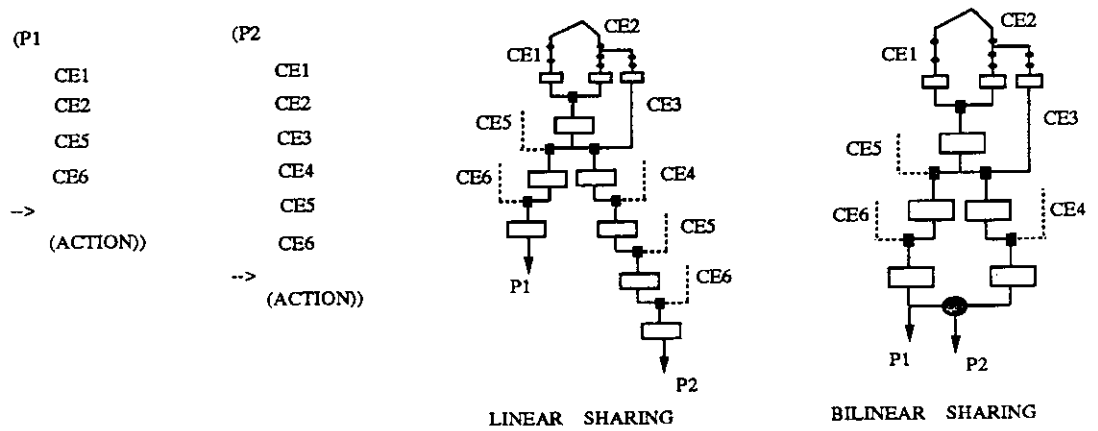 (P1
CE1
CE2
CE5
CE6
-->
(ACTION))
(P2
CE1
CE2
CE3
CE4
CE5
CE6
-->
(ACTION))
CE2
CE1
CE3
CE5
CE6
CE4
CE5
P1
CE6
P2
LINEAR SHARING
CE2
CE1
CE3
CE5
CE6
CE4
P1
P2
BILINEAR SHARING